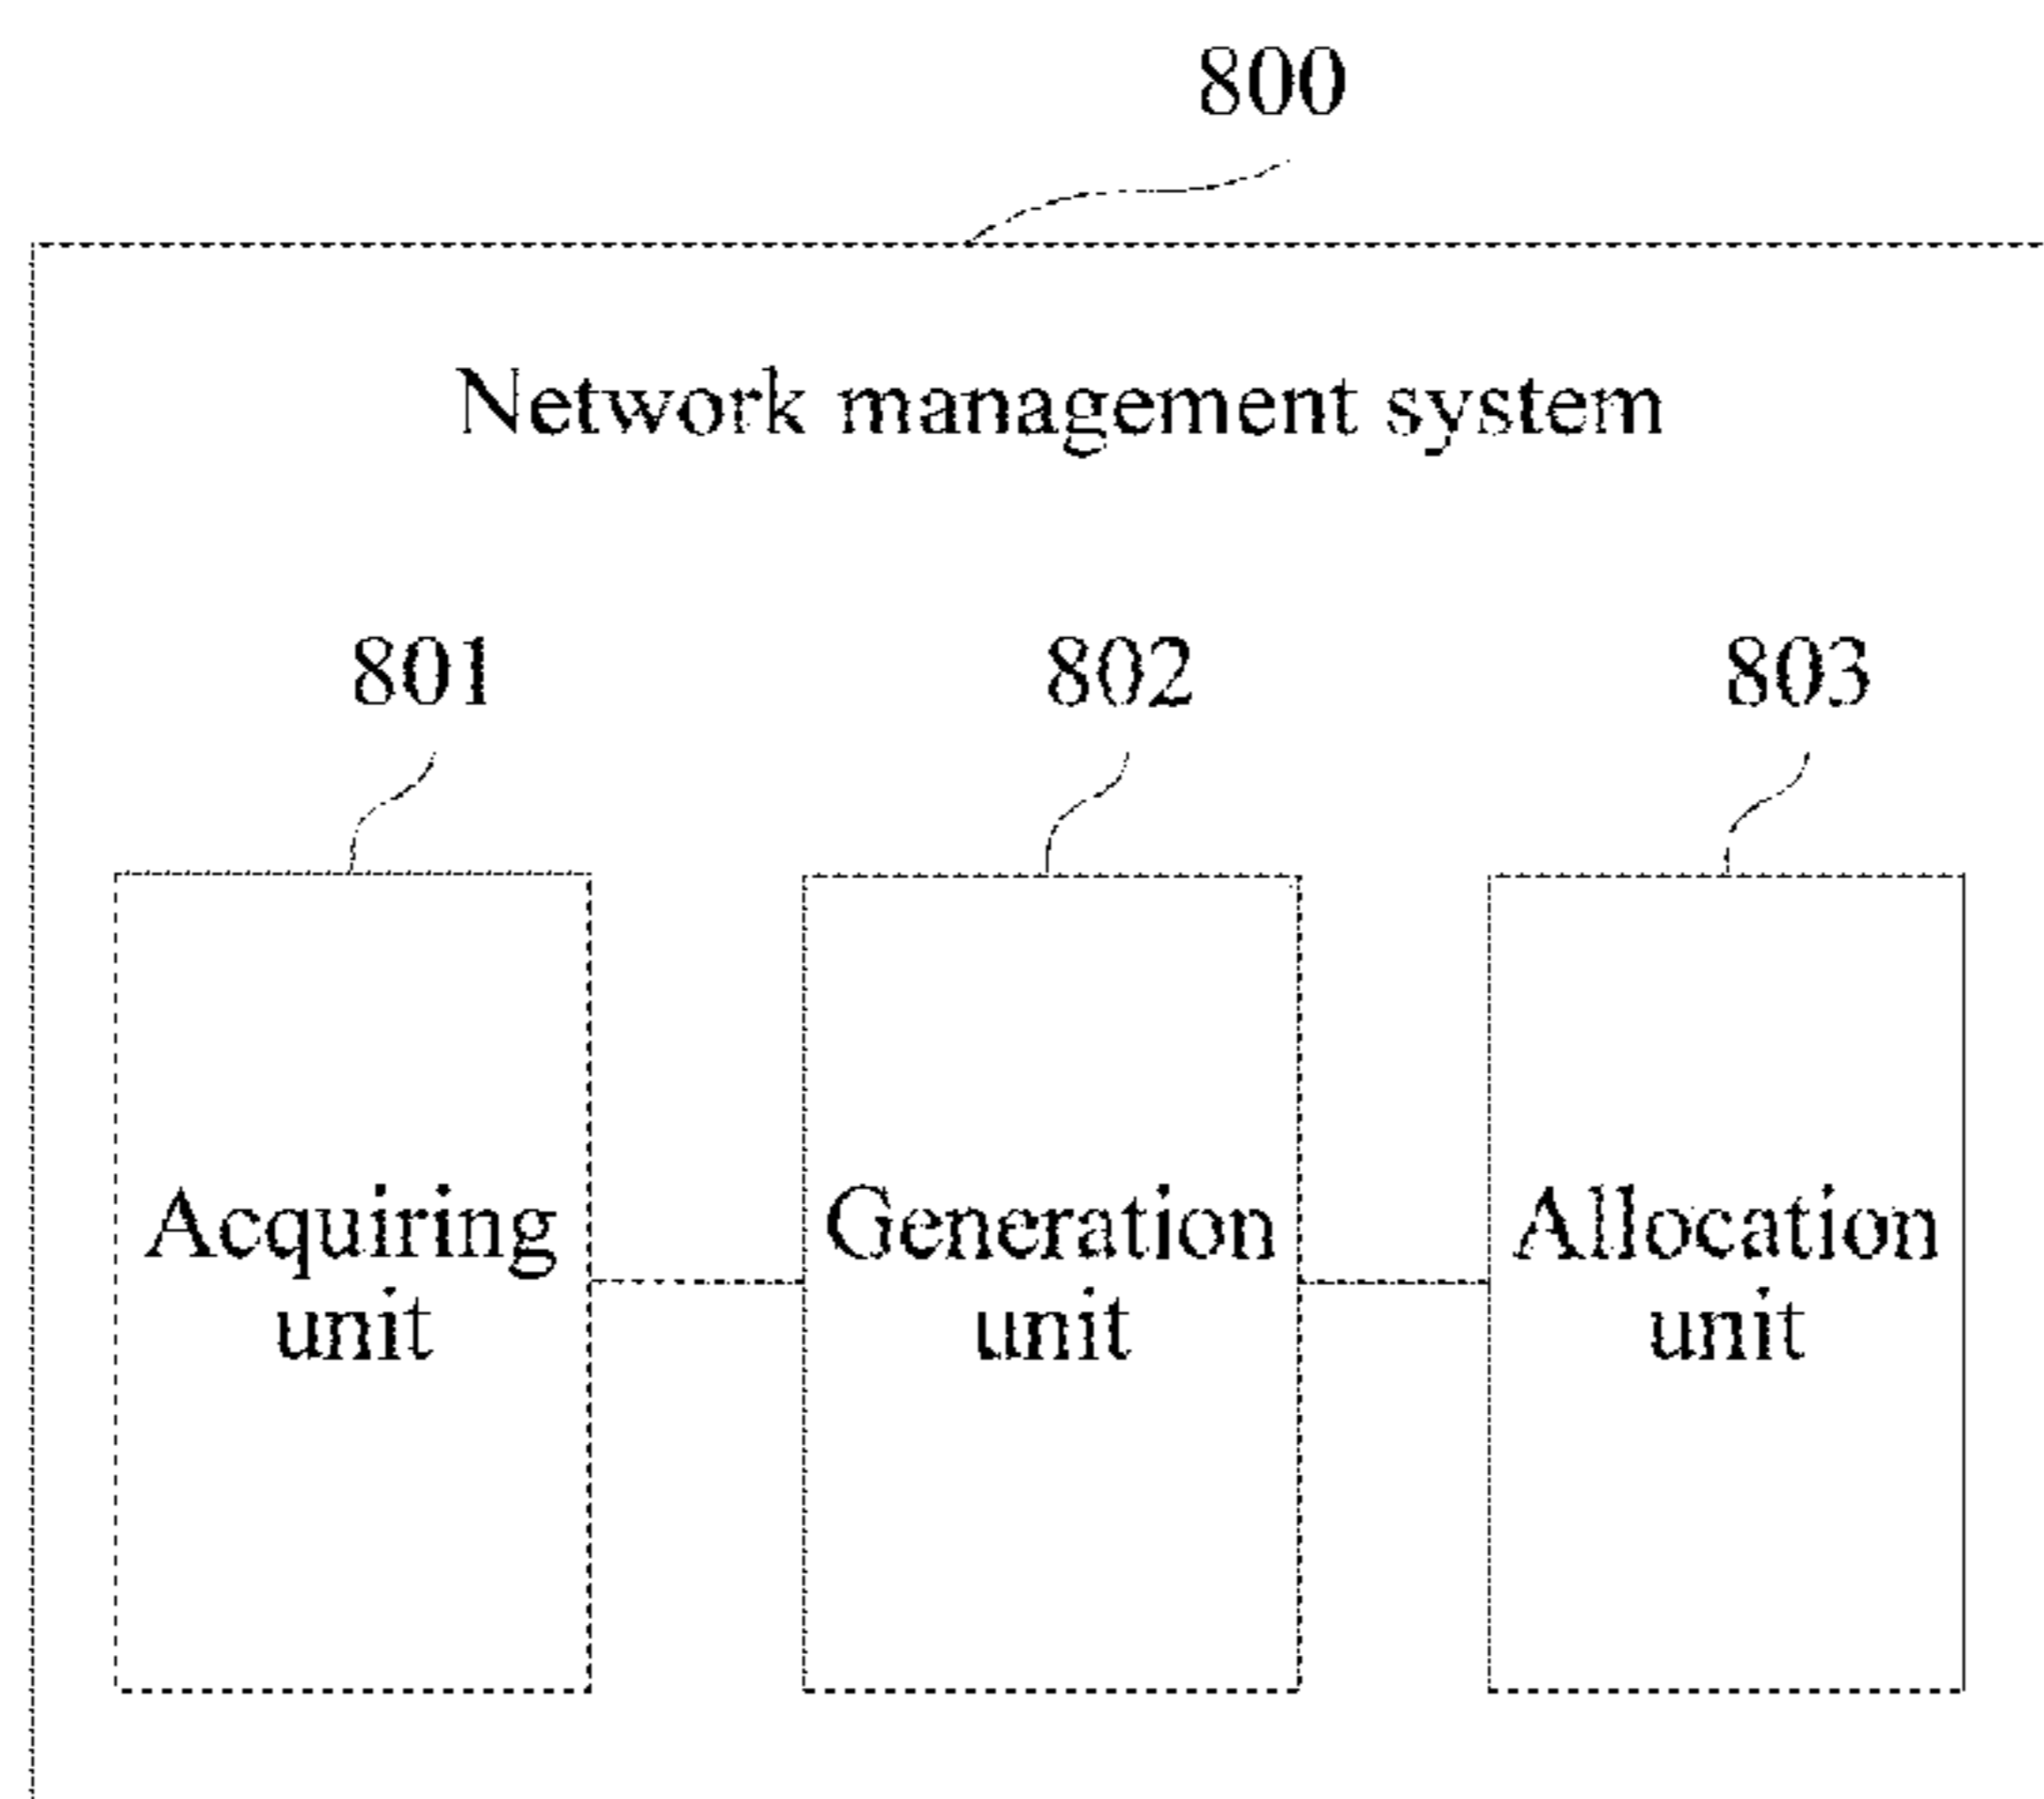 800
Network management system
801 802 803
Acquiring Generation Allocation
unit unit unit